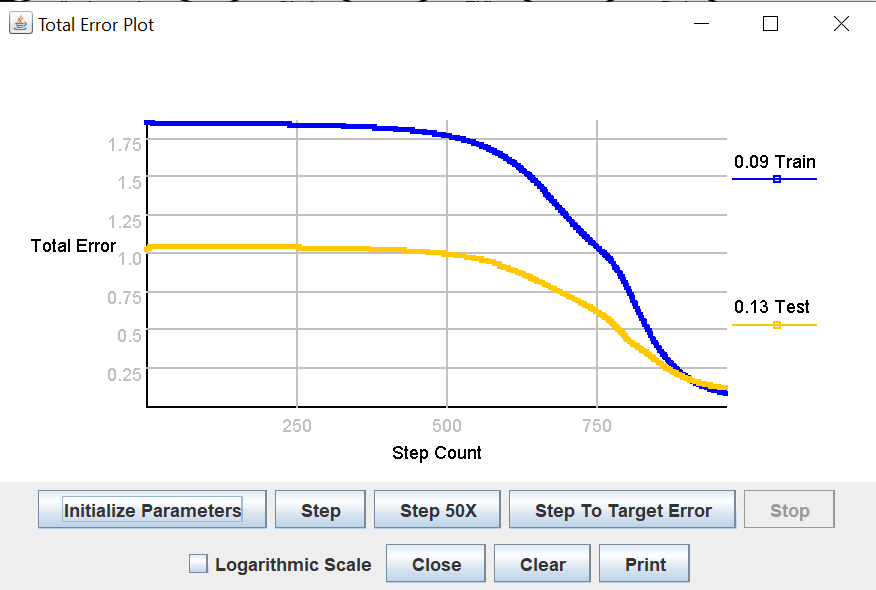 Total Error Plot
1.75
1.5
1.25
1.0
0.75
0.5
0.25
Total Error
250
500
750
Step Count
0.09 Train
0.13 Test
Initialize Parameters
Step
Step 50X
Step To Target Error
Stop
Logarithmic Scale
Close
Clear
Print